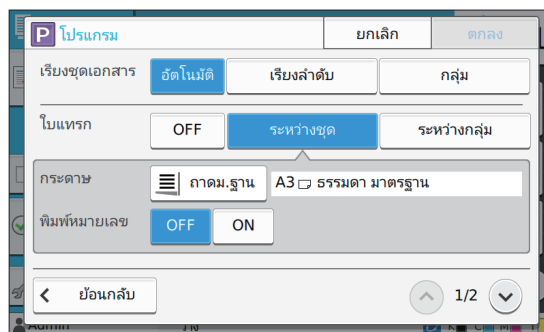 P โปรแกรม ยกเลิก ตกลง
เรียงชุดเอกสาร อัตโนมัติ เรียงลำดับ กลุ่ม
ใบแทรก OFF ระหว่างชุด ระหว่างกลุ่ม
กระดาษ ถาดม.ฐาน A3 ธรรมดา มาตรฐาน
พิมพ์หมายเลข OFF ON
ย้อนกลับ 1/2
Admin ว่าง K C M